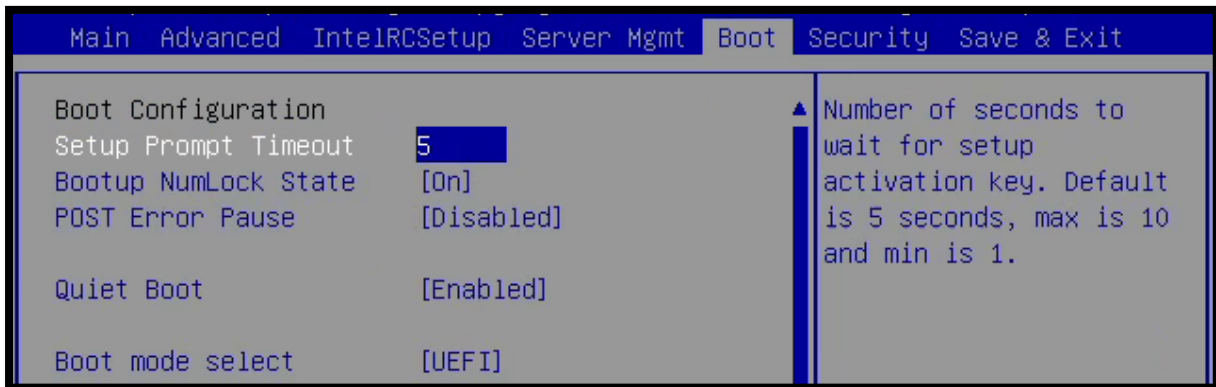 Main Advanced IntelRCSetup Server Mgmt Boot Security Save & Exit
Boot Configuration
Setup Prompt Timeout 5
Bootup NumLock State [On]
POST Error Pause [Disabled]
Quiet Boot [Enabled]
Boot mode select [UEFI]
Number of seconds to
wait for setup
activation key. Default
is 5 seconds, max is 10
and min is 1.